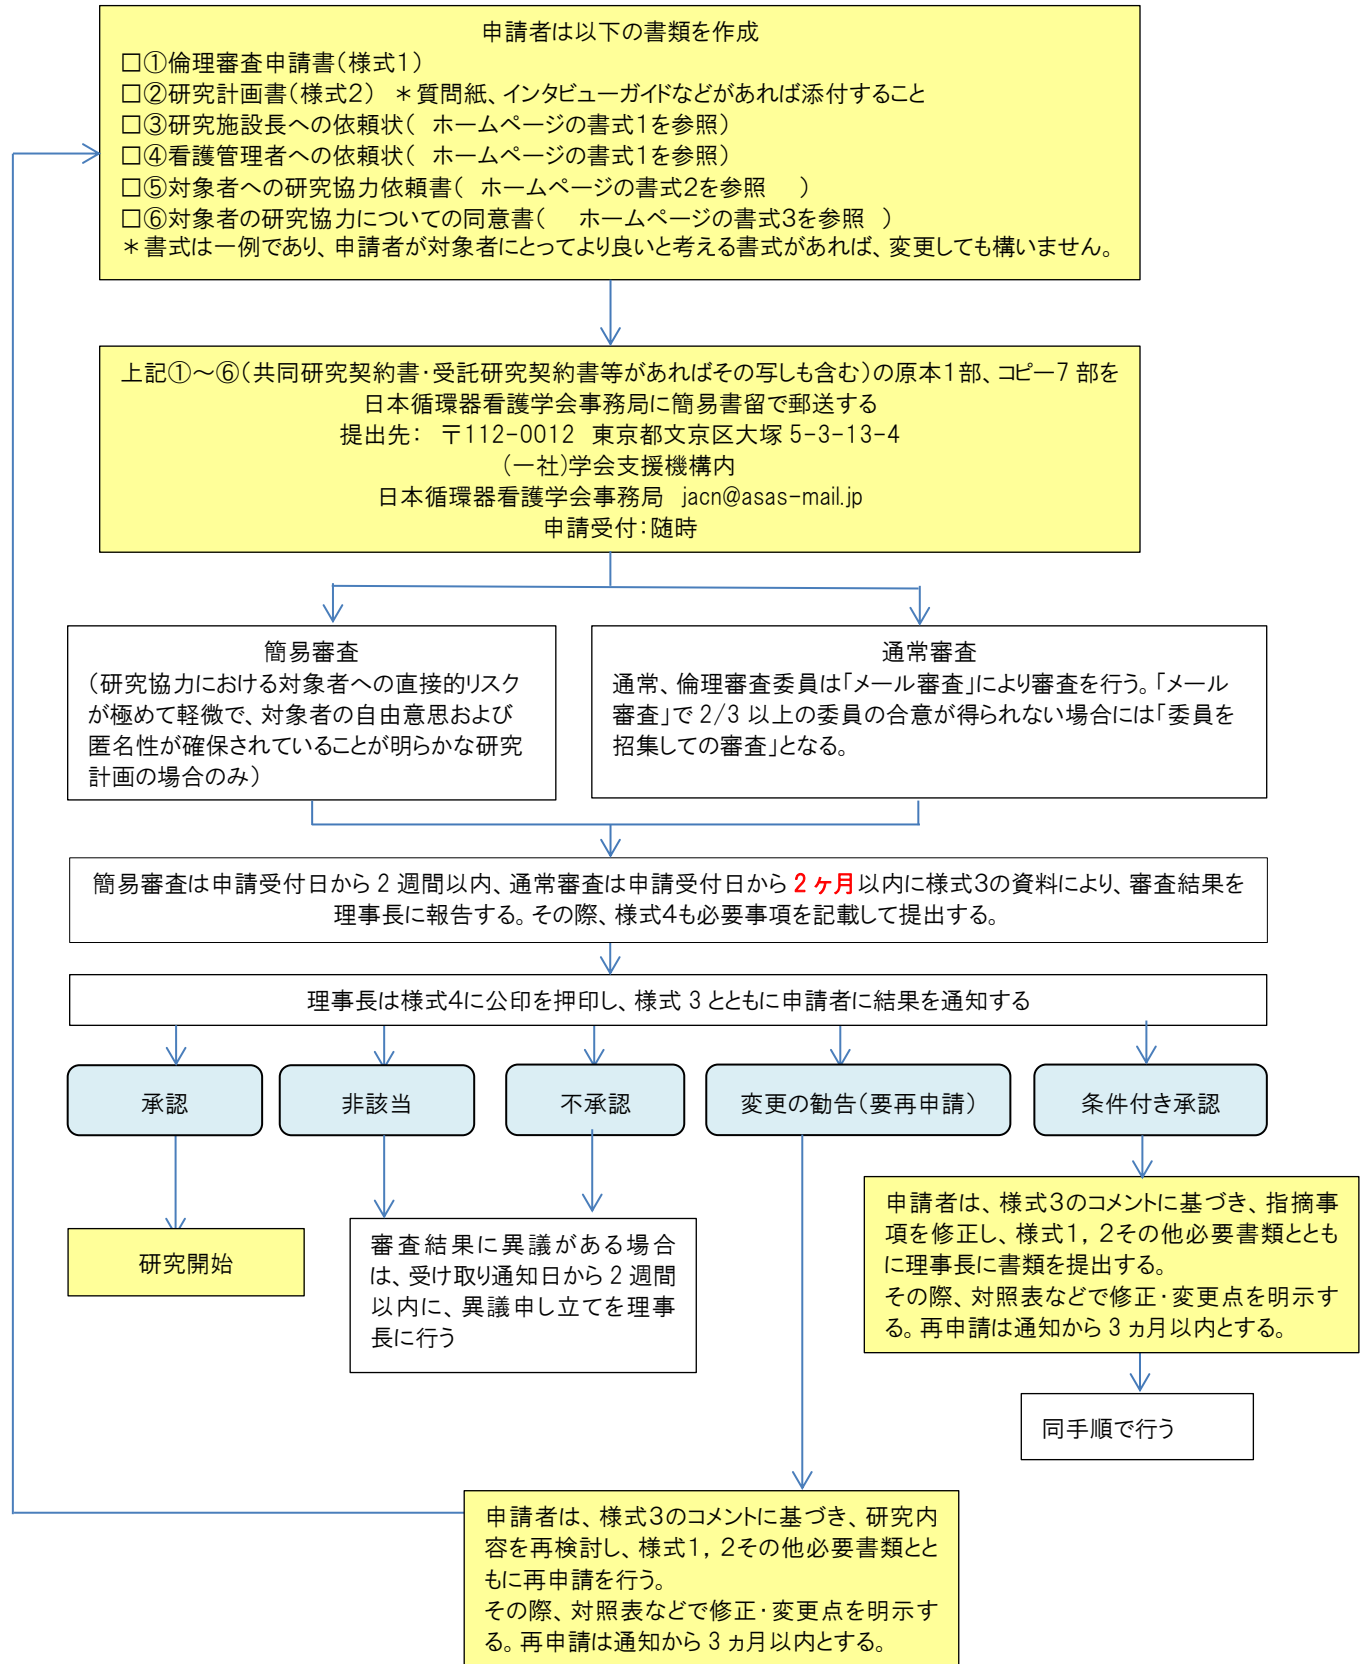 申請者は以下の書類を作成
□①倫理審査申請書(様式1)
□②研究計画書(様式2) ＊質問紙、インタビューガイドなどがあれば添付すること
□③研究施設長への依頼状( ホームページの書式1を参照)
□④看護管理者への依頼状( ホームページの書式1を参照)
□⑤対象者への研究協力依頼書( ホームページの書式2を参照 )
□⑥対象者の研究協力についての同意書( ホームページの書式3を参照 )
＊書式は一例であり、申請者が対象者にとってより良いと考える書式があれば、変更しても構いません。
上記①～⑥(共同研究契約書・受託研究契約書等があればその写しも含む)の原本1部、コピー7 部を
日本循環器看護学会事務局に簡易書留で郵送する
提出先： 〒112-0012 東京都文京区大塚 5-3-13-4
(一社)学会支援機構内
日本循環器看護学会事務局 jacn@asas-mail.jp
申請受付：随時
簡易審査
(研究協力における対象者への直接的リスク
が極めて軽微で、対象者の自由意思および
匿名性が確保されていることが明らかな研究
計画の場合のみ)
通常審査
通常、倫理審査委員は「メール審査」により審査を行う。「メール
審査」で 2/3 以上の委員の合意が得られない場合には「委員を
招集しての審査」となる。
簡易審査は申請受付日から 2 週間以内、通常審査は申請受付日から 2 ヶ月以内に様式3の資料により、審査結果を
理事長に報告する。その際、様式4も必要事項を記載して提出する。
理事長は様式4に公印を押印し、様式 3 とともに申請者に結果を通知する
承認
非該当
不承認
変更の勧告(要再申請)
条件付き承認
研究開始
審査結果に異議がある場合
は、受け取り通知日から 2 週間
以内に、異議申し立てを理事
長に行う
申請者は、様式3のコメントに基づき、指摘事
項を修正し、様式1，2その他必要書類ととも
に理事長に書類を提出する。
その際、対照表などで修正・変更点を明示す
る。再申請は通知から 3 ヵ月以内とする。
同手順で行う
申請者は、様式3のコメントに基づき、研究内
容を再検討し、様式1，2その他必要書類とと
もに再申請を行う。
その際、対照表などで修正・変更点を明示す
る。再申請は通知から 3 ヵ月以内とする。